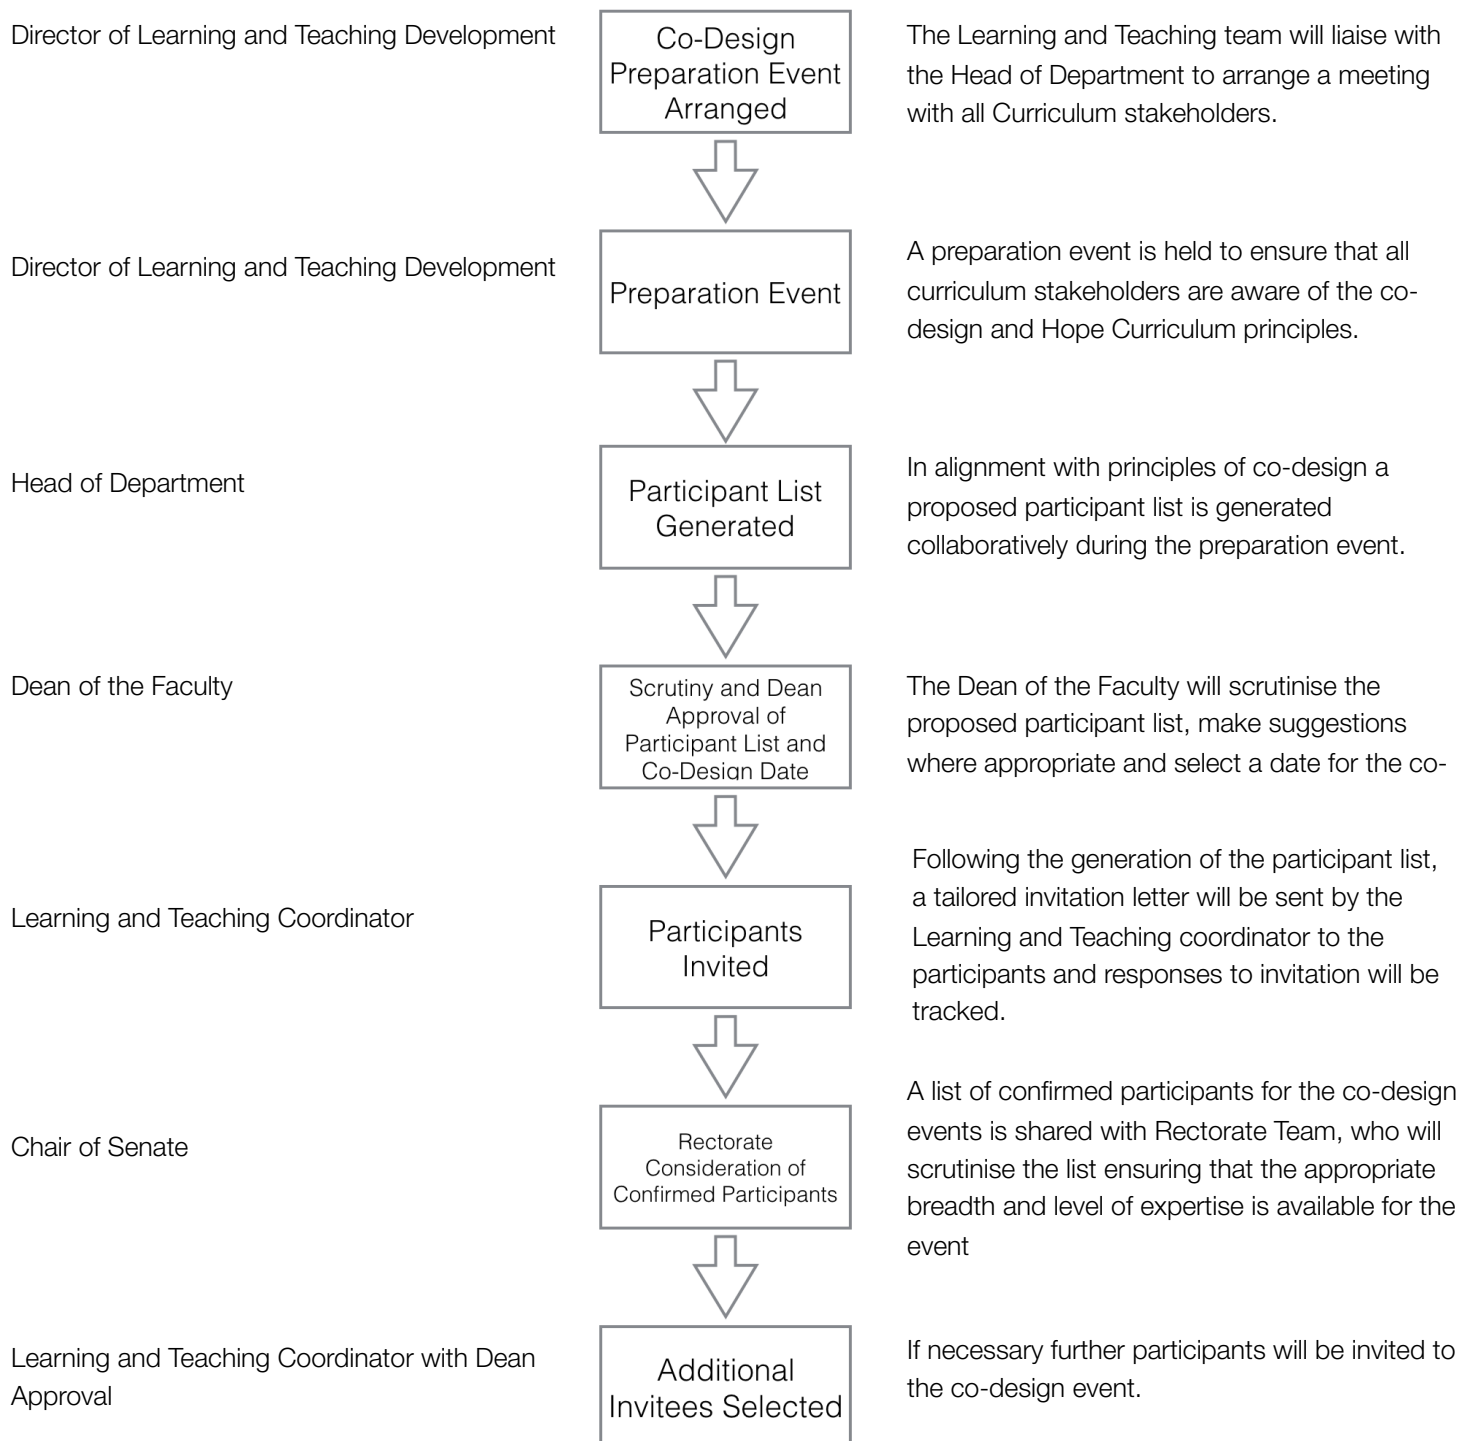 Director of Learning and Teaching Development
Co-Design
Preparation Event
Arranged
The Learning and Teaching team will liaise with
the Head of Department to arrange a meeting
with all Curriculum stakeholders.
Director of Learning and Teaching Development
Preparation Event
A preparation event is held to ensure that all
curriculum stakeholders are aware of the co-
design and Hope Curriculum principles.
Head of Department
Participant List
Generated
In alignment with principles of co-design a
proposed participant list is generated
collaboratively during the preparation event.
Dean of the Faculty
Scrutiny and Dean
Approval of
Participant List and
Co-Design Date
The Dean of the Faculty will scrutinise the
proposed participant list, make suggestions
where appropriate and select a date for the co-
Learning and Teaching Coordinator
Participants
Invited
Following the generation of the participant list,
a tailored invitation letter will be sent by the
Learning and Teaching coordinator to the
participants and responses to invitation will be
tracked.
Chair of Senate
Rectorate
Consideration of
Confirmed Participants
A list of confirmed participants for the co-design
events is shared with Rectorate Team, who will
scrutinise the list ensuring that the appropriate
breadth and level of expertise is available for the
event
Learning and Teaching Coordinator with Dean
Approval
Additional
Invitees Selected
If necessary further participants will be invited to
the co-design event.